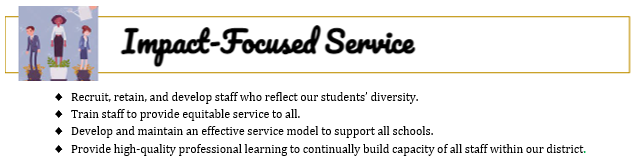 Impact-Focused Service
◆ Recruit, retain, and develop staff who reflect our students’ diversity.
◆ Train staff to provide equitable service to all.
◆ Develop and maintain an effective service model to support all schools.
◆ Provide high-quality professional learning to continually build capacity of all staff within our district.